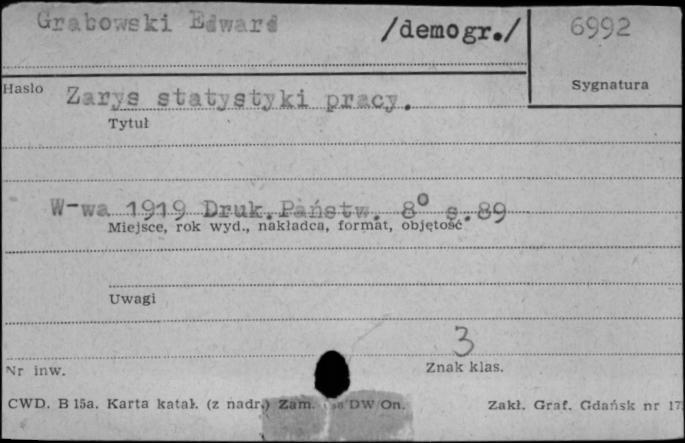 Grabowski Edward /demogr./ 6992
Hasło Sygnatura
Zarys statystyki pracy.
Tytuł
W-wa 1919 Druk.Państw. 8° s.89
Miejsce, rok wyd., nakładca, format, objętość
Uwagi
3
Nr inw. Znak klas.
CWD. B 15a. Karta katal. (z nadr.) Zam. DW On. Zakł. Graf. Gdańsk nr